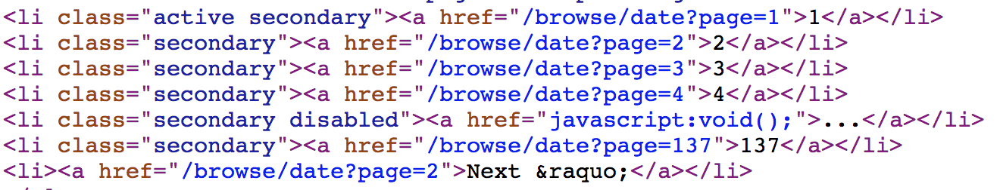 <li class="active secondary"><a href="/browse/date?page=1">1</a></li>
<li class="secondary"><a href="/browse/date?page=2">2</a></li>
<li class="secondary"><a href="/browse/date?page=3">3</a></li>
<li class="secondary"><a href="/browse/date?page=4">4</a></li>
<li class="secondary disabled"><a href="javascript:void();">...</a></li>
<li class="secondary"><a href="/browse/date?page=137">137</a></li>
<li><a href="/browse/date?page=2">Next &raquo;</a></li>